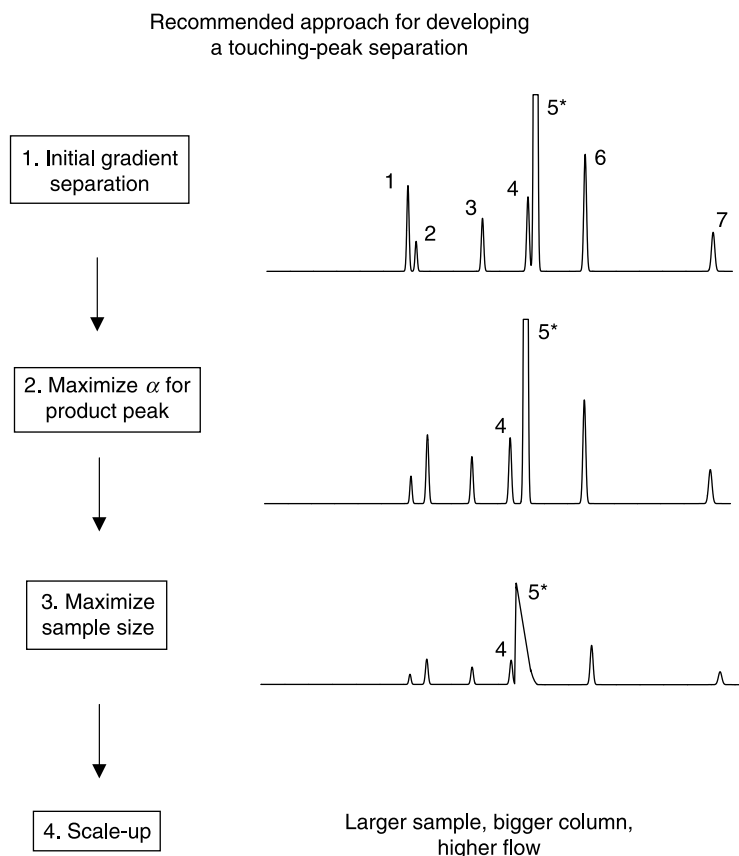 Recommended approach for developing
a touching-peak separation
1. Initial gradient
separation
1
2
3
4
5*
6
7
2. Maximize α for
product peak
4
5*
3. Maximize
sample size
4
5*
4. Scale-up
Larger sample, bigger column,
higher flow